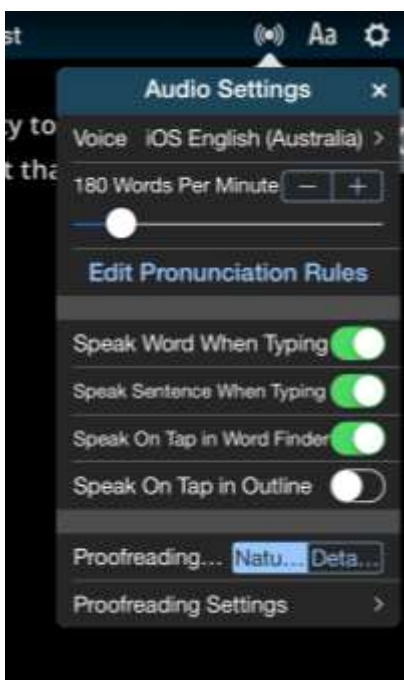 st
Aa
Audio Settings ×
y to
Voice iOS English (Australia) >
t tha
180 Words Per Minute − +
Edit Pronunciation Rules
Speak Word When Typing
Speak Sentence When Typing
Speak On Tap in Word Finder
Speak On Tap in Outline
Proofreading... Natu... Deta...
Proofreading Settings >